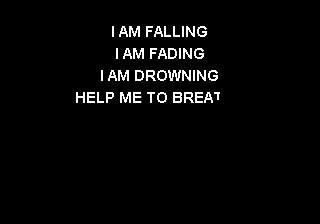 I AM FALLING
I AM FADING
I AM DROWNING
HELP ME TO BREAT